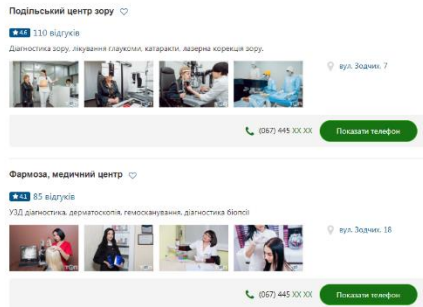 Подільський центр зору
★4.6 110 відгуків
Діагностика зору, лікування глаукоми, катаракти, лазерна корекція зору.
вул. Зодчих, 7
(067) 445 XX XX Показати телефон
Фармоза, медичний центр
★4.1 85 відгуків
УЗД діагностика, дерматоскопія, гемосканування, діагностика біопсії
вул. Зодчих, 18
(067) 445 XX XX Показати телефон